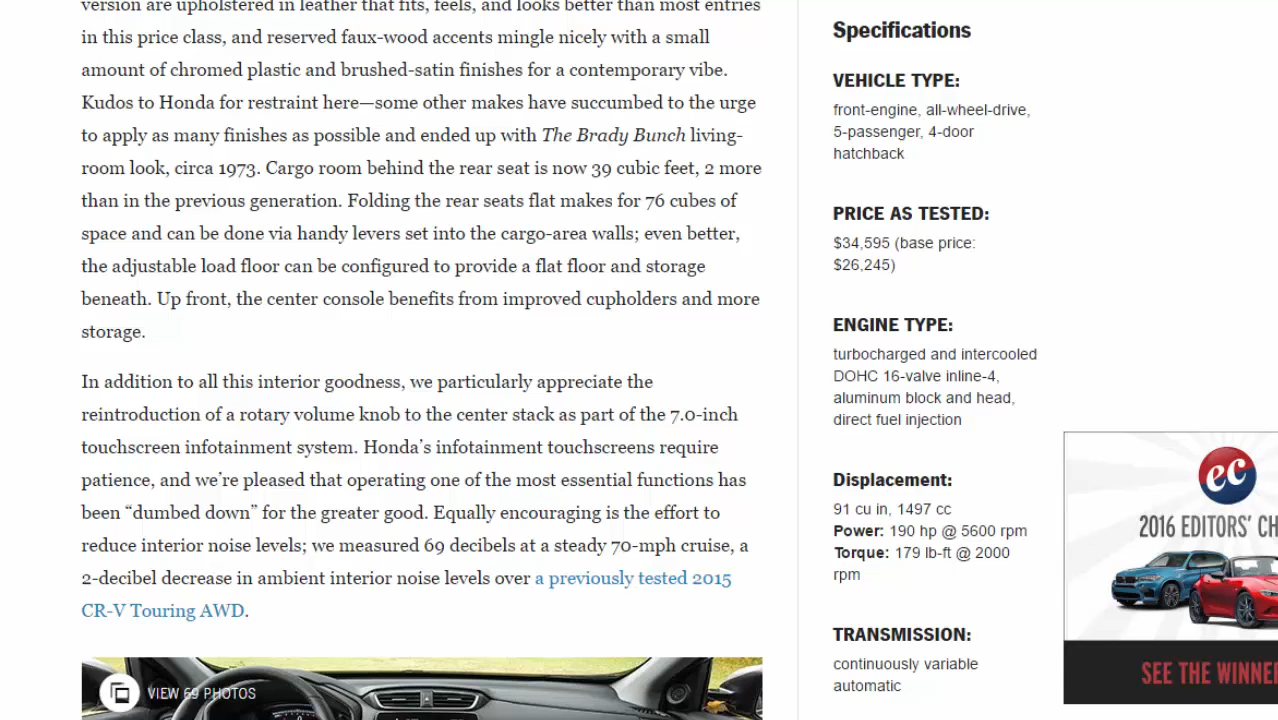 version are upholstered in leather that fits, feels, and looks better than most entries
in this price class, and reserved faux-wood accents mingle nicely with a small
amount of chromed plastic and brushed-satin finishes for a contemporary vibe.
Kudos to Honda for restraint here—some other makes have succumbed to the urge
to apply as many finishes as possible and ended up with The Brady Bunch living-
room look, circa 1973. Cargo room behind the rear seat is now 39 cubic feet, 2 more
than in the previous generation. Folding the rear seats flat makes for 76 cubes of
space and can be done via handy levers set into the cargo-area walls; even better,
the adjustable load floor can be configured to provide a flat floor and storage
beneath. Up front, the center console benefits from improved cupholders and more
storage.
In addition to all this interior goodness, we particularly appreciate the
reintroduction of a rotary volume knob to the center stack as part of the 7.0-inch
touchscreen infotainment system. Honda’s infotainment touchscreens require
patience, and we’re pleased that operating one of the most essential functions has
been “dumbed down” for the greater good. Equally encouraging is the effort to
reduce interior noise levels; we measured 69 decibels at a steady 70-mph cruise, a
2-decibel decrease in ambient interior noise levels over a previously tested 2015
CR-V Touring AWD.
VIEW 69 PHOTOS
Specifications
VEHICLE TYPE:
front-engine, all-wheel-drive,
5-passenger, 4-door
hatchback
PRICE AS TESTED:
$34,595 (base price:
$26,245)
ENGINE TYPE:
turbocharged and intercooled
DOHC 16-valve inline-4,
aluminum block and head,
direct fuel injection
Displacement:
91 cu in, 1497 cc
Power: 190 hp @ 5600 rpm
Torque: 179 lb-ft @ 2000
rpm
TRANSMISSION:
continuously variable
automatic
ec
2016 EDITORS' CH
SEE THE WINNE